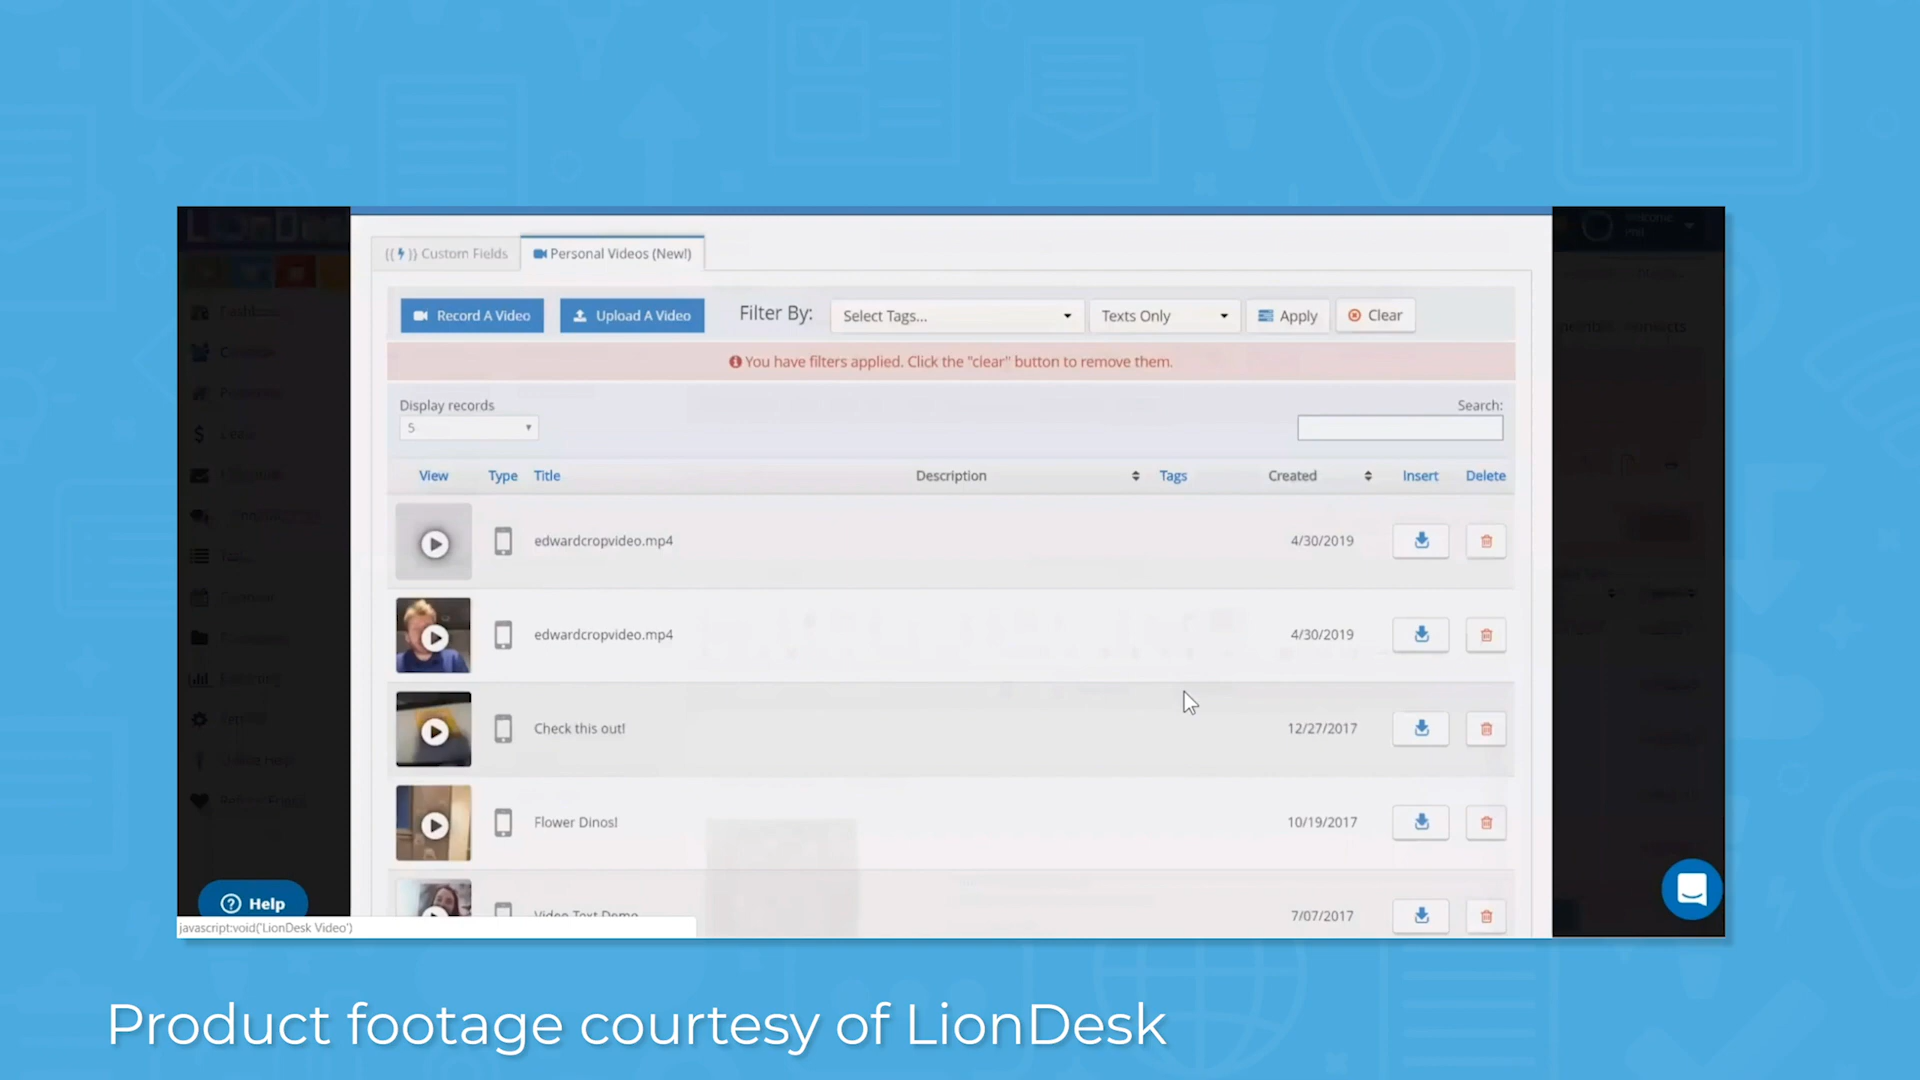 ((⚡)) Custom Fields
Personal Videos (New!)
Record A Video
Upload A Video
Filter By:
Select Tags...
Texts Only
Apply
Clear
You have filters applied. Click the "clear" button to remove them.
Display records
Search:
5
View Type Title Description Tags Created Insert Delete
edwardcropvideo.mp4 4/30/2019
edwardcropvideo.mp4 4/30/2019
Check this out! 12/27/2017
Flower Dinos! 10/19/2017
Video Text Demo 7/07/2017
Help
javascript:void('LionDesk Video')
Product footage courtesy of LionDesk